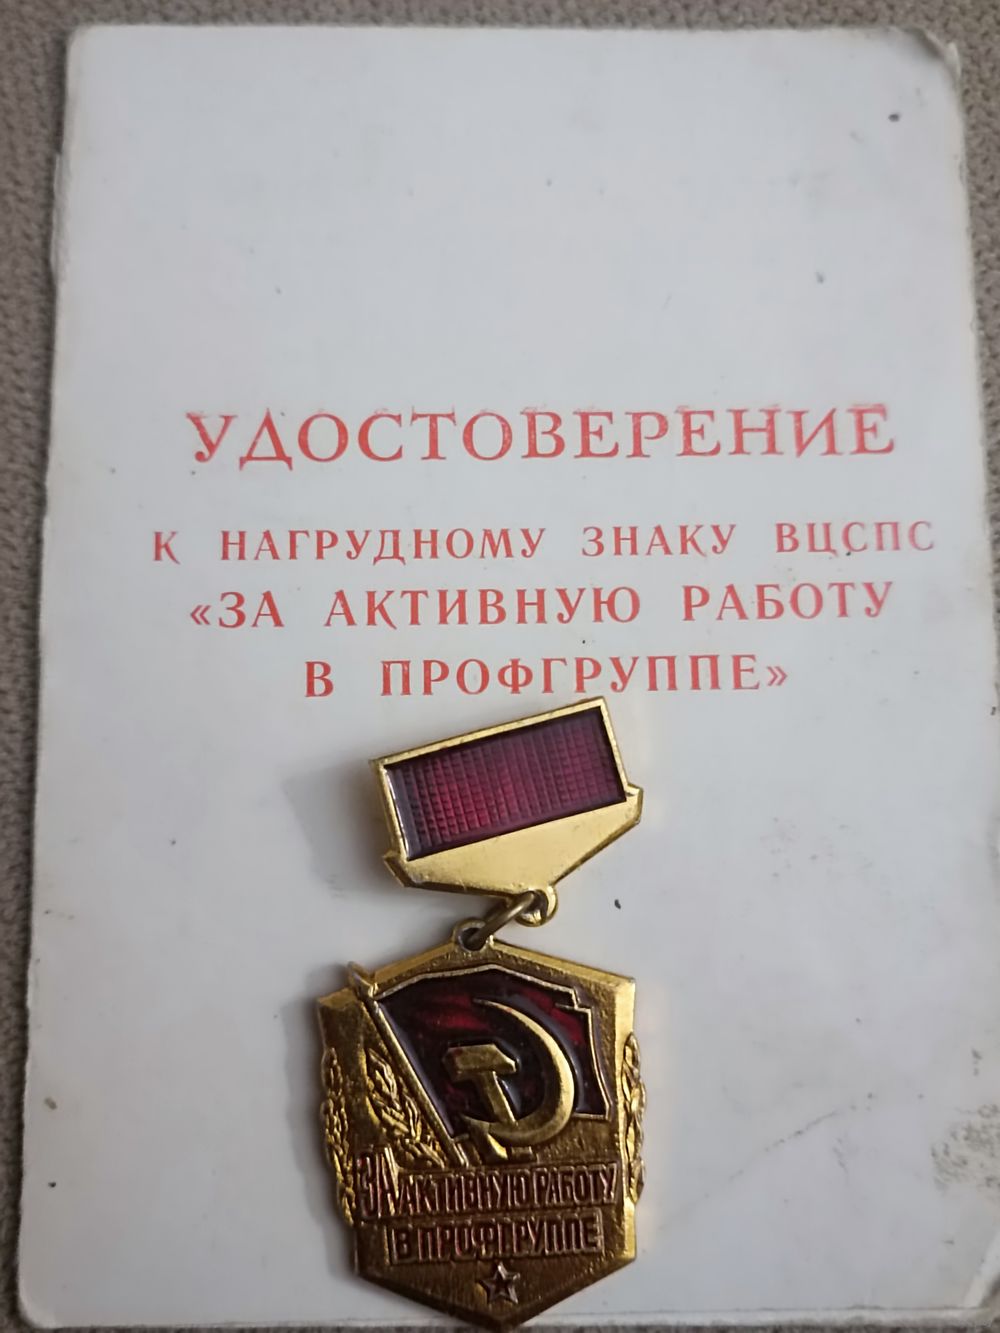 УДОСТОВЕРЕНИЕ
К НАГРУДНОМУ ЗНАКУ ВЦСПС
«ЗА АКТИВНУЮ РАБОТУ
В ПРОФГРУППЕ»
ЗА АКТИВНУЮ РАБОТУ
В ПРОФГРУППЕ